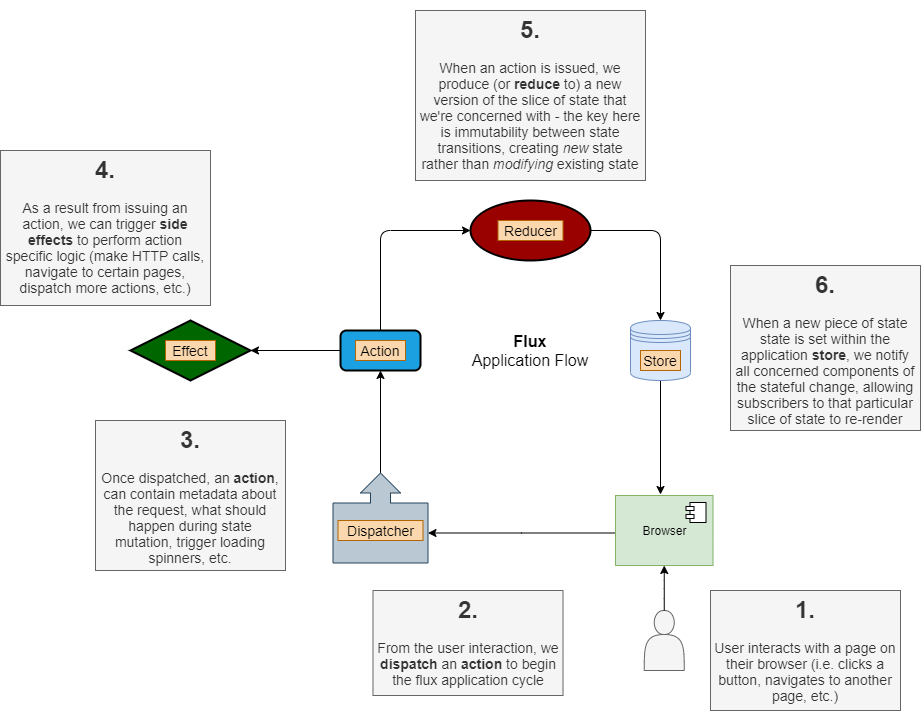 5.
When an action is issued, we
produce (or reduce to) a new
version of the slice of state that
we're concerned with - the key here
is immutability between state
transitions, creating new state
rather than modifying existing state
4.
As a result from issuing an
action, we can trigger side
effects to perform action
specific logic (make HTTP calls,
navigate to certain pages,
dispatch more actions, etc.)
Reducer
6.
When a new piece of state
state is set within the
application store, we notify
all concerned components of
the stateful change, allowing
subscribers to that particular
slice of state to re-render
Effect
Action
Flux
Application Flow
Store
3.
Once dispatched, an action,
can contain metadata about
the request, what should
happen during state
mutation, trigger loading
spinners, etc.
Dispatcher
Browser
2.
From the user interaction, we
dispatch an action to begin
the flux application cycle
1.
User interacts with a page on
their browser (i.e. clicks a
button, navigates to another
page, etc.)